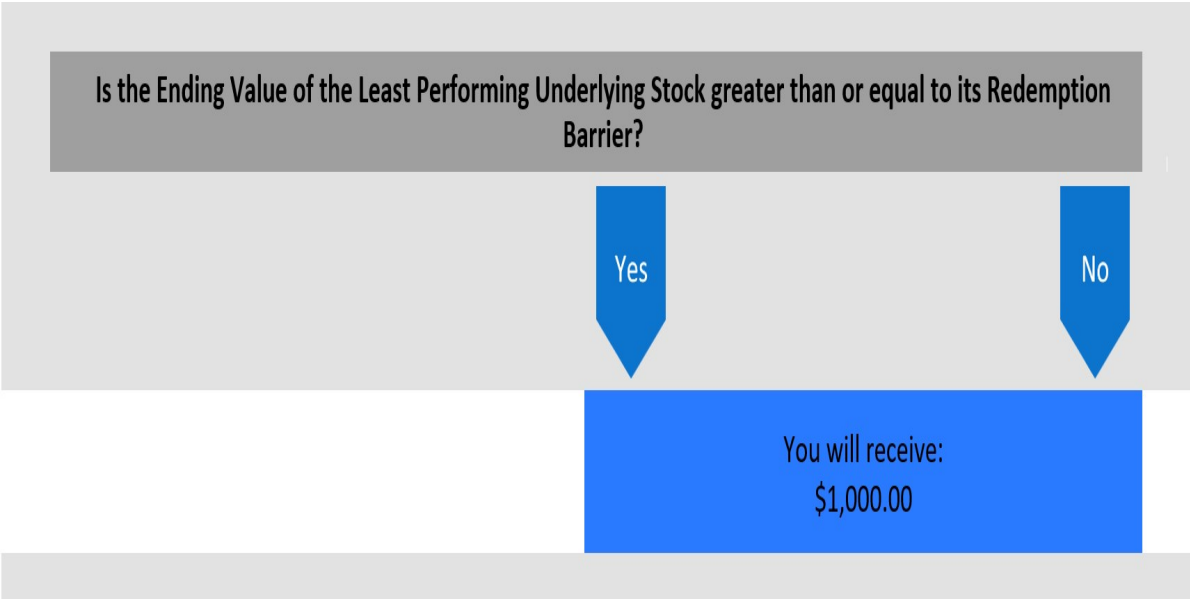 Is the Ending Value of the Least Performing Underlying Stock greater than or equal to its Redemption
Barrier?
Yes
No
You will receive:
$1,000.00